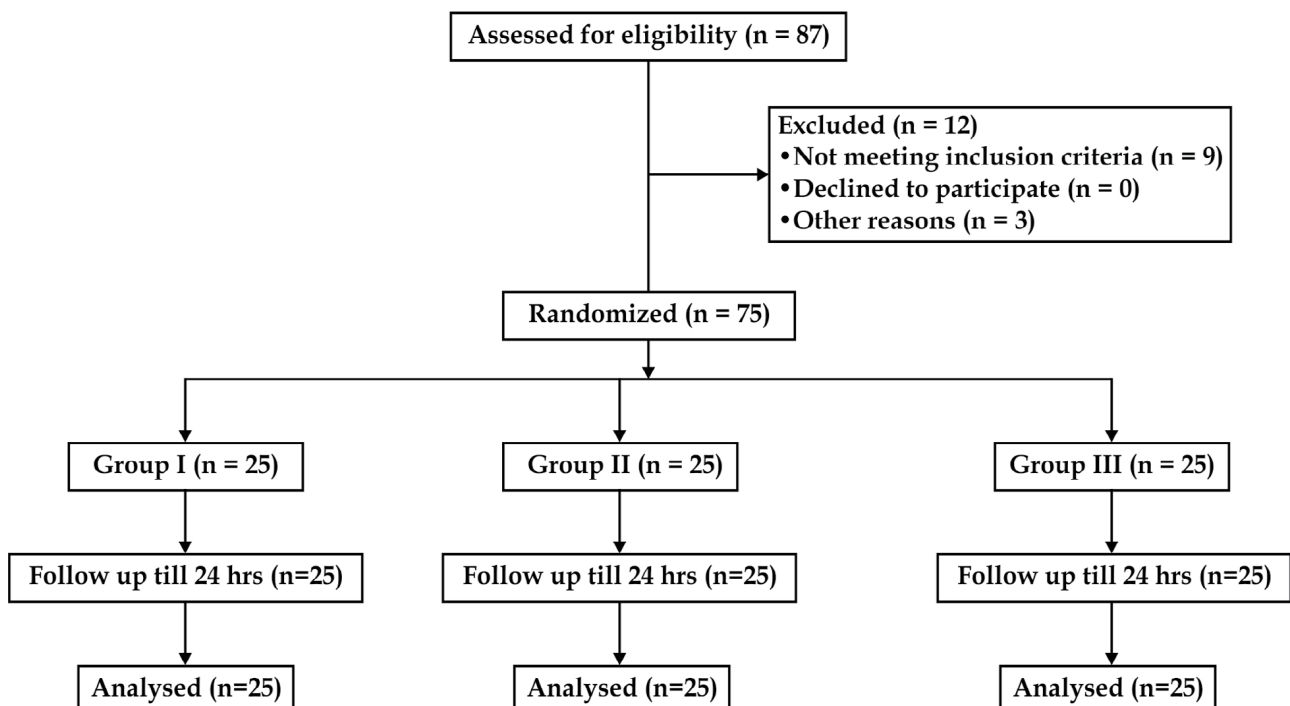 Assessed for eligibility (n = 87)
Excluded (n = 12)
•Not meeting inclusion criteria (n = 9)
•Declined to participate (n = 0)
•Other reasons (n = 3)
Randomized (n = 75)
Group I (n = 25)
Group II (n = 25)
Group III (n = 25)
Follow up till 24 hrs (n=25)
Follow up till 24 hrs (n=25)
Follow up till 24 hrs (n=25)
Analysed (n=25)
Analysed (n=25)
Analysed (n=25)